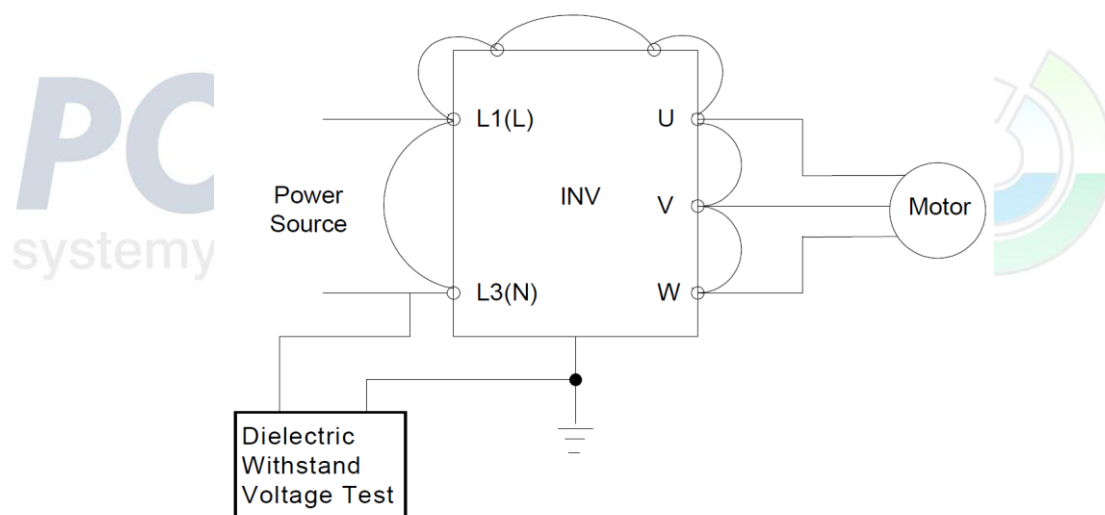 PC
systemy
L1(L)
U
Power
Source
INV
V
Motor
L3(N)
W
Dielectric
Withstand
Voltage Test